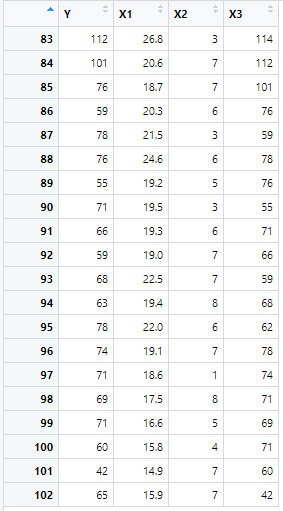 Y X1 X2 X3
83 112 26.8 3 114
84 101 20.6 7 112
85 76 18.7 7 101
86 59 20.3 6 76
87 78 21.5 3 59
88 76 24.6 6 78
89 55 19.2 5 76
90 71 19.5 3 55
91 66 19.3 6 71
92 59 19.0 7 66
93 68 22.5 7 59
94 63 19.4 8 68
95 78 22.0 6 62
96 74 19.1 7 78
97 71 18.6 1 74
98 69 17.5 8 71
99 71 16.6 5 69
100 60 15.8 4 71
101 42 14.9 7 60
102 65 15.9 7 42